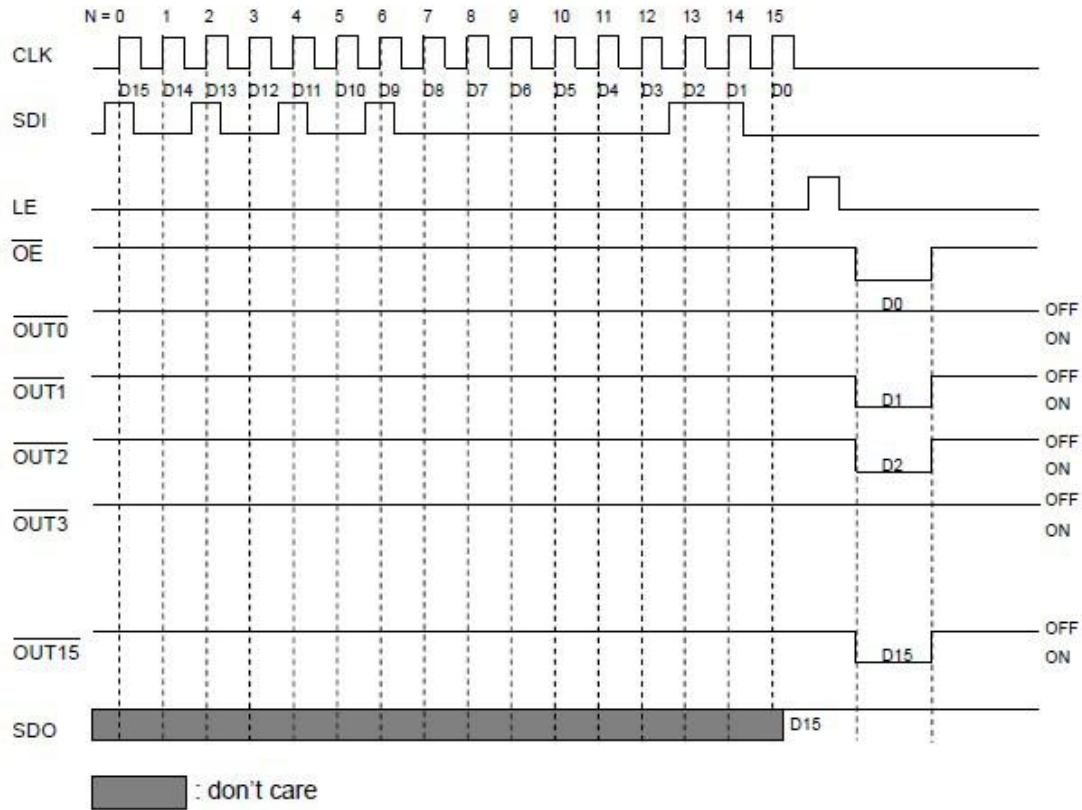 N = 0 1 2 3 4 5 6 7 8 9 10 11 12 13 14 15
CLK
D15 D14 D13 D12 D11 D10 D9 D8 D7 D6 D5 D4 D3 D2 D1 D0
SDI
LE
OE
D0 OFF
OUT0 ON
OFF
OUT1 D1 ON
OFF
OUT2 D2 ON
OFF
OUT3 ON
OFF
OUT15 D15 ON
SDO D15
: don't care